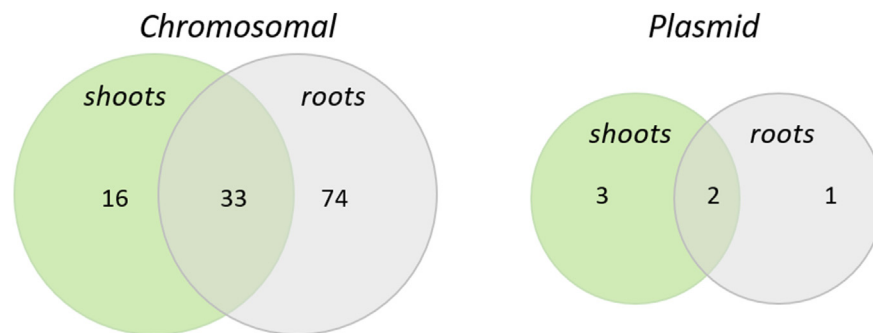 Chromosomal
shoots roots
16 33 74
Plasmid
shoots roots
3 2 1